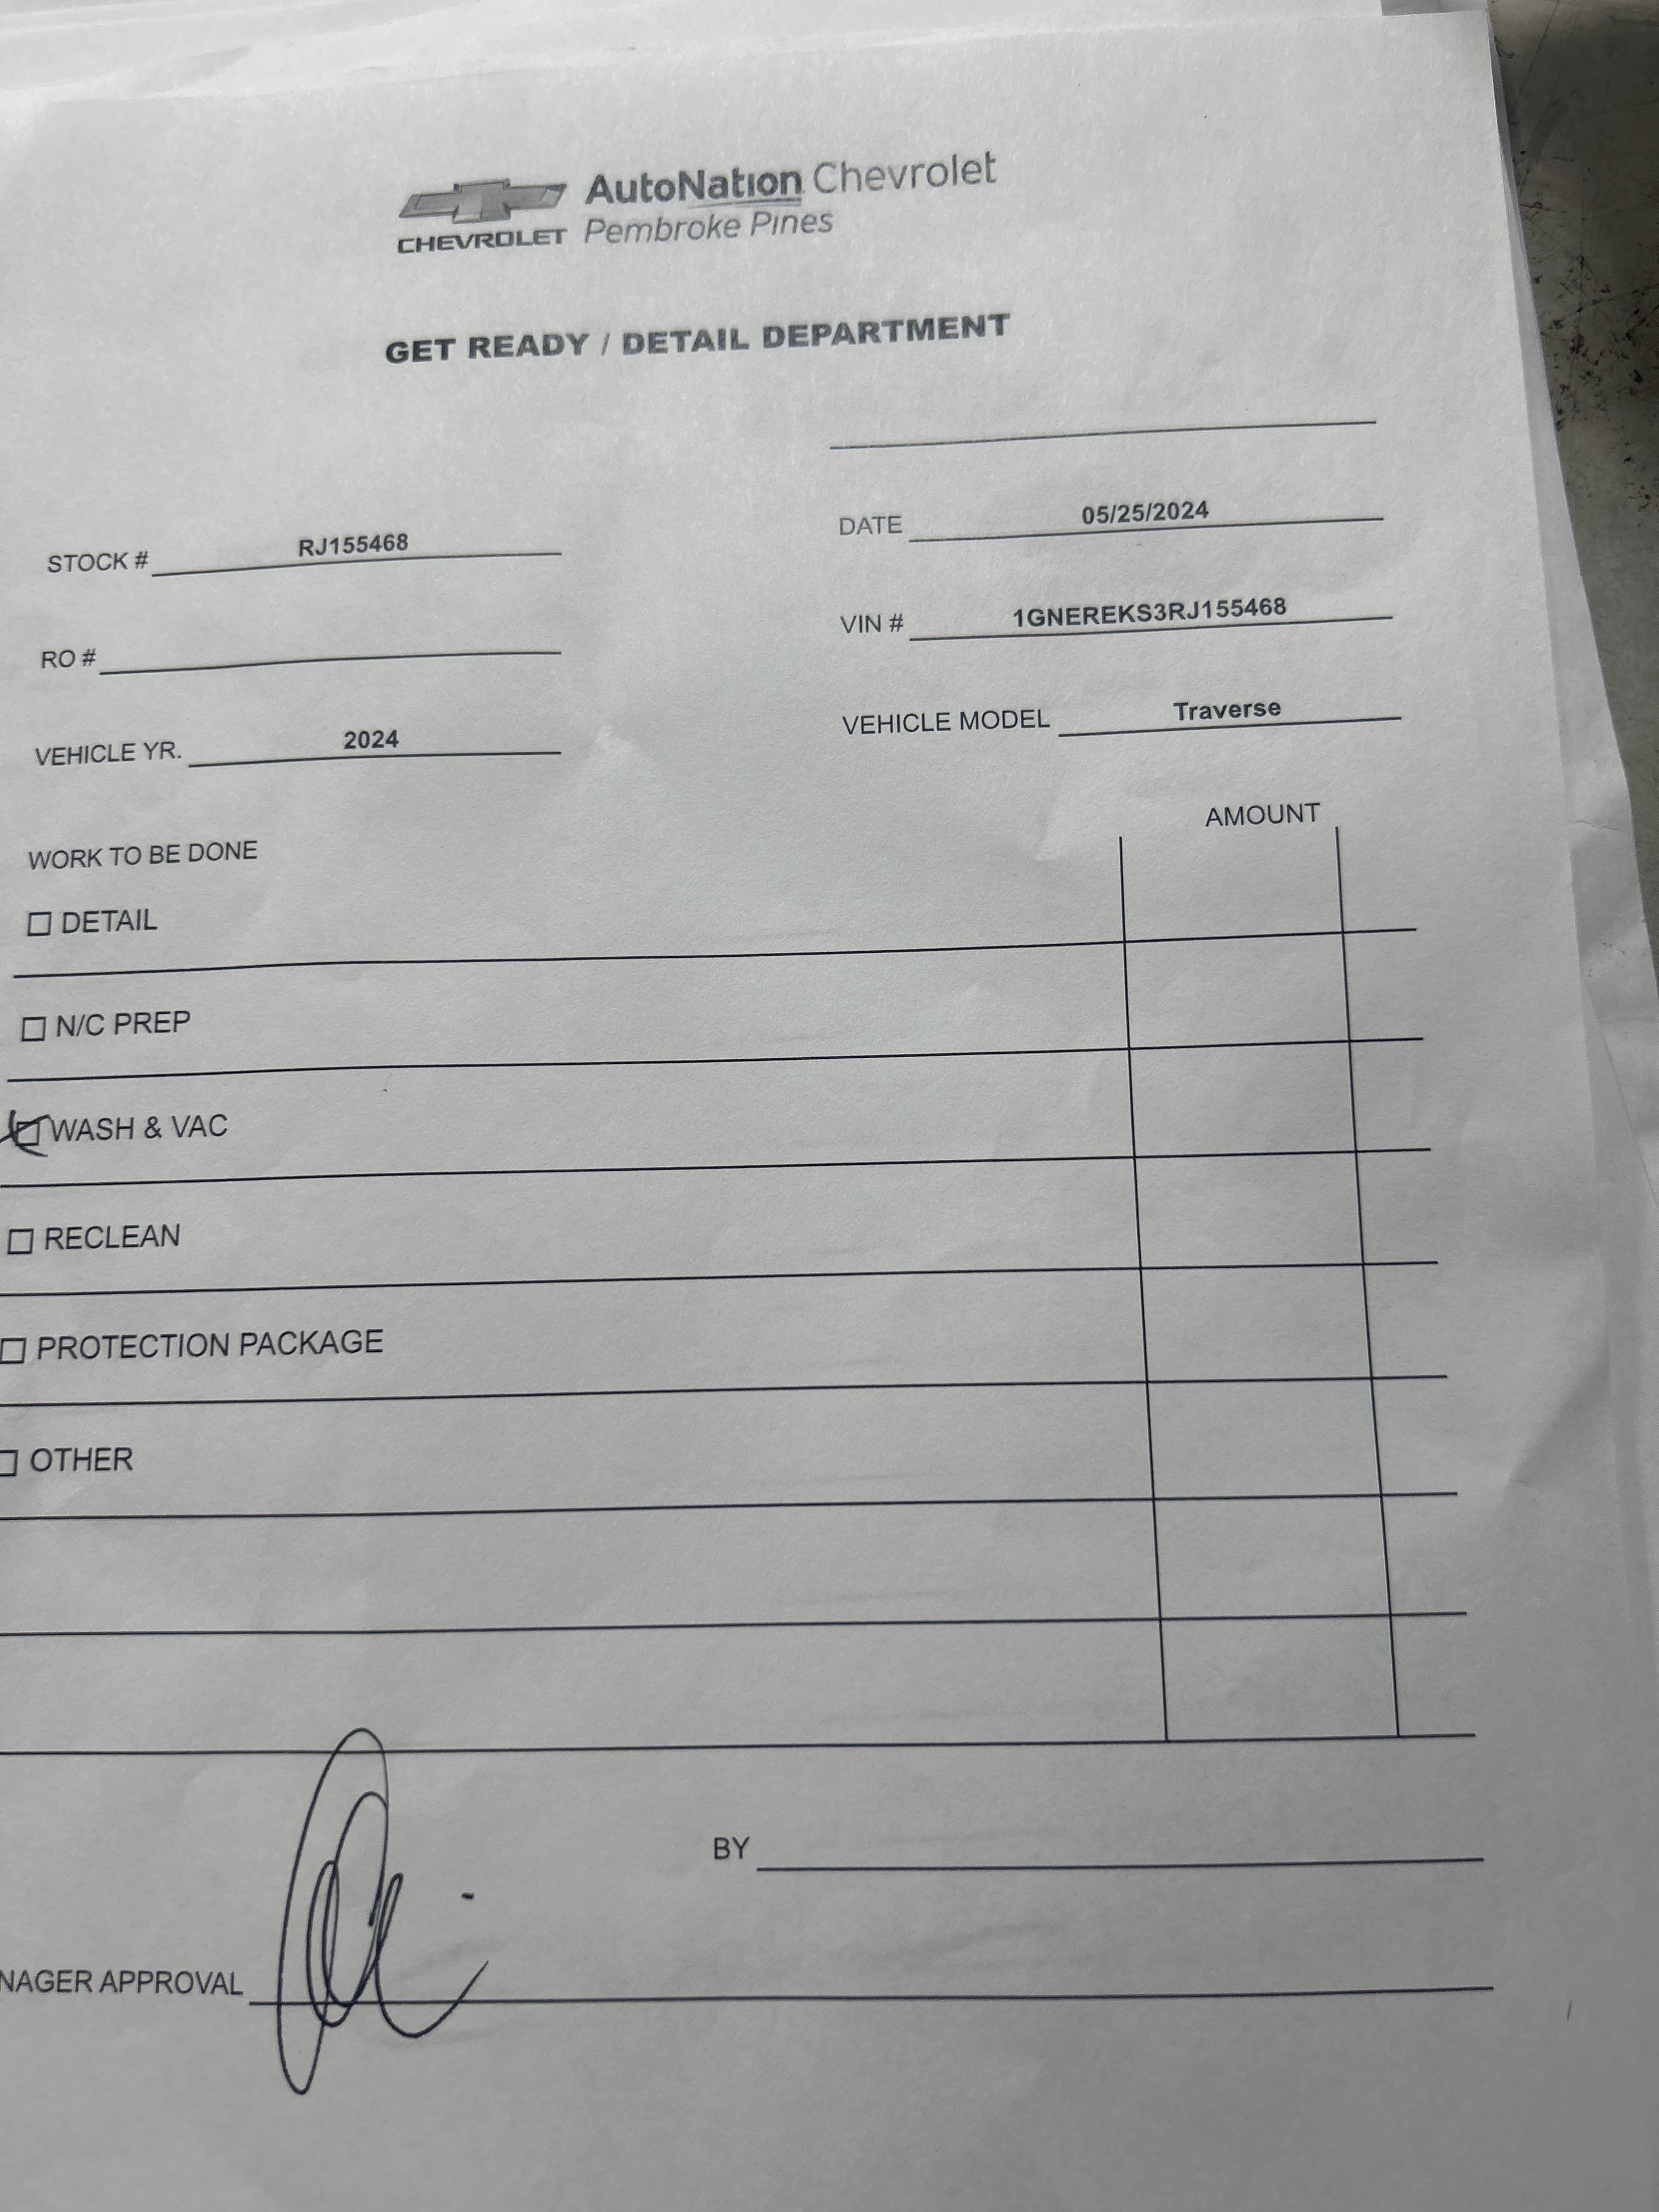 AutoNation Chevrolet
CHEVROLET Pembroke Pines
GET READY / DETAIL DEPARTMENT
DATE 05/25/2024
STOCK # RJ155468
VIN # 1GNEREKS3RJ155468
RO #
VEHICLE MODEL Traverse
VEHICLE YR. 2024
AMOUNT
WORK TO BE DONE
DETAIL
N/C PREP
WASH & VAC
RECLEAN
PROTECTION PACKAGE
OTHER
BY
NAGER APPROVAL